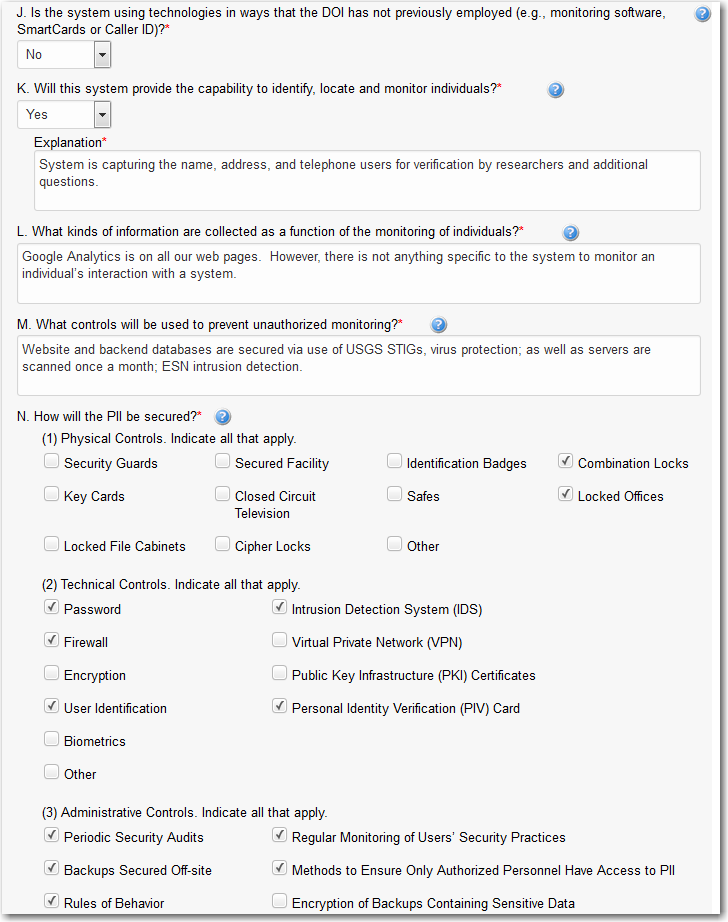 J. Is the system using technologies in ways that the DOI has not previously employed (e.g., monitoring software,
SmartCards or Caller ID)?*
No
K. Will this system provide the capability to identify, locate and monitor individuals?*
Yes
Explanation*
System is capturing the name, address, and telephone users for verification by researchers and additional
questions.
L. What kinds of information are collected as a function of the monitoring of individuals?*
Google Analytics is on all our web pages.  However, there is not anything specific to the system to monitor an
individual's interaction with a system.
M. What controls will be used to prevent unauthorized monitoring?*
Website and backend databases are secured via use of USGS STIGs, virus protection; as well as servers are
scanned once a month; ESN intrusion detection.
N. How will the PII be secured?*
(1) Physical Controls. Indicate all that apply.
Security Guards Secured Facility Identification Badges Combination Locks
Key Cards Closed Circuit Safes Locked Offices
Television
Locked File Cabinets Cipher Locks Other
(2) Technical Controls. Indicate all that apply.
Password Intrusion Detection System (IDS)
Firewall Virtual Private Network (VPN)
Encryption Public Key Infrastructure (PKI) Certificates
User Identification Personal Identity Verification (PIV) Card
Biometrics
Other
(3) Administrative Controls. Indicate all that apply.
Periodic Security Audits Regular Monitoring of Users' Security Practices
Backups Secured Off-site Methods to Ensure Only Authorized Personnel Have Access to PII
Rules of Behavior Encryption of Backups Containing Sensitive Data